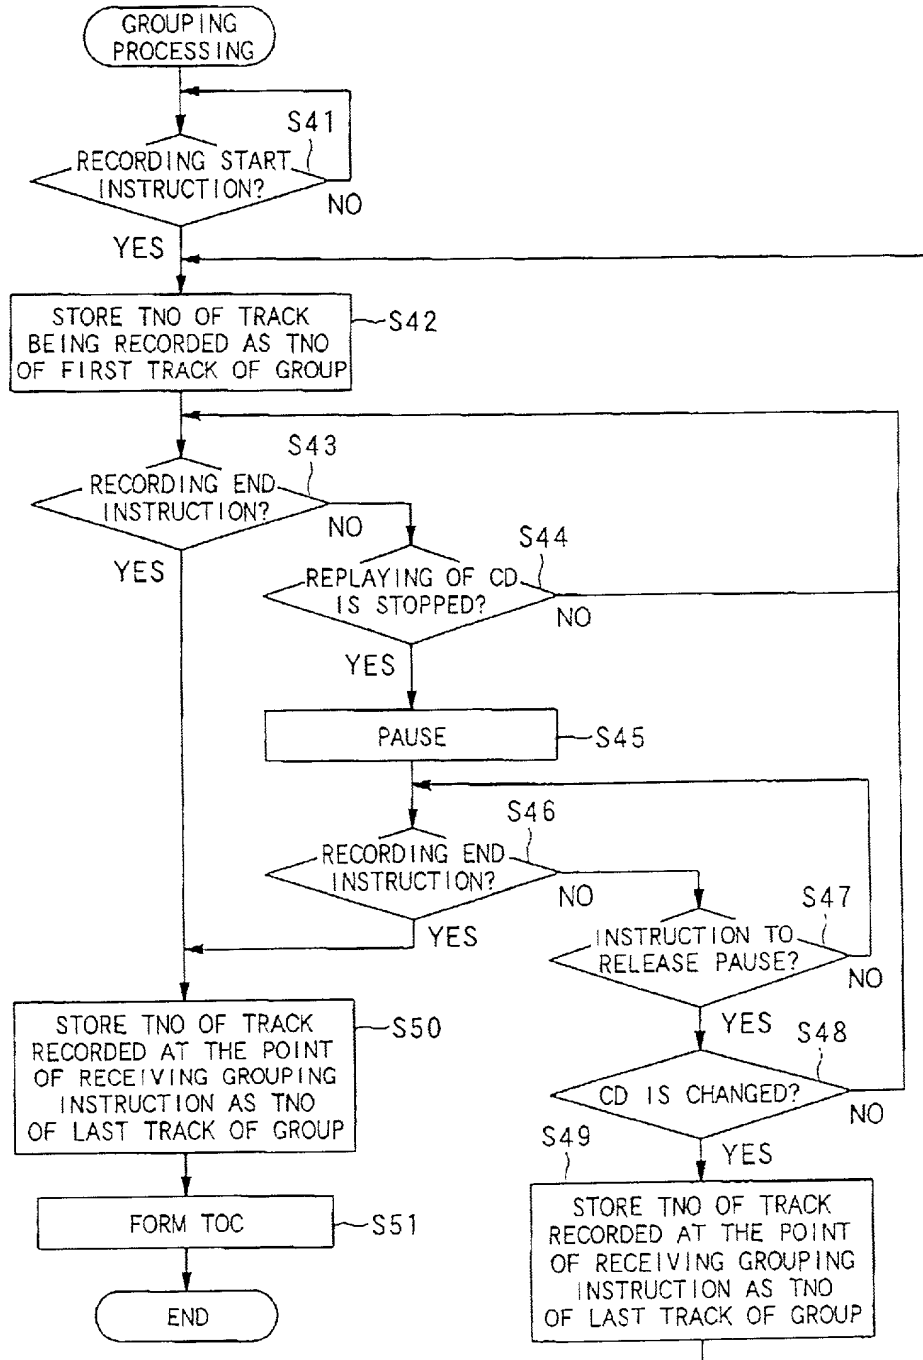 GROUPING
PROCESSING
S41
RECORDING START
INSTRUCTION?
NO
YES
STORE TNO OF TRACK
BEING RECORDED AS TNO
OF FIRST TRACK OF GROUP
S42
S43
RECORDING END
INSTRUCTION?
NO
YES
S44
REPLAYING OF CD
IS STOPPED?
NO
YES
PAUSE
S45
S46
RECORDING END
INSTRUCTION?
NO
YES
S47
INSTRUCTION TO
RELEASE PAUSE?
NO
YES
S48
CD IS CHANGED?
NO
YES
S49
STORE TNO OF TRACK
RECORDED AT THE POINT
OF RECEIVING GROUPING
INSTRUCTION AS TNO
OF LAST TRACK OF GROUP
STORE TNO OF TRACK
RECORDED AT THE POINT
OF RECEIVING GROUPING
INSTRUCTION AS TNO
OF LAST TRACK OF GROUP
S50
FORM TOC
S51
END